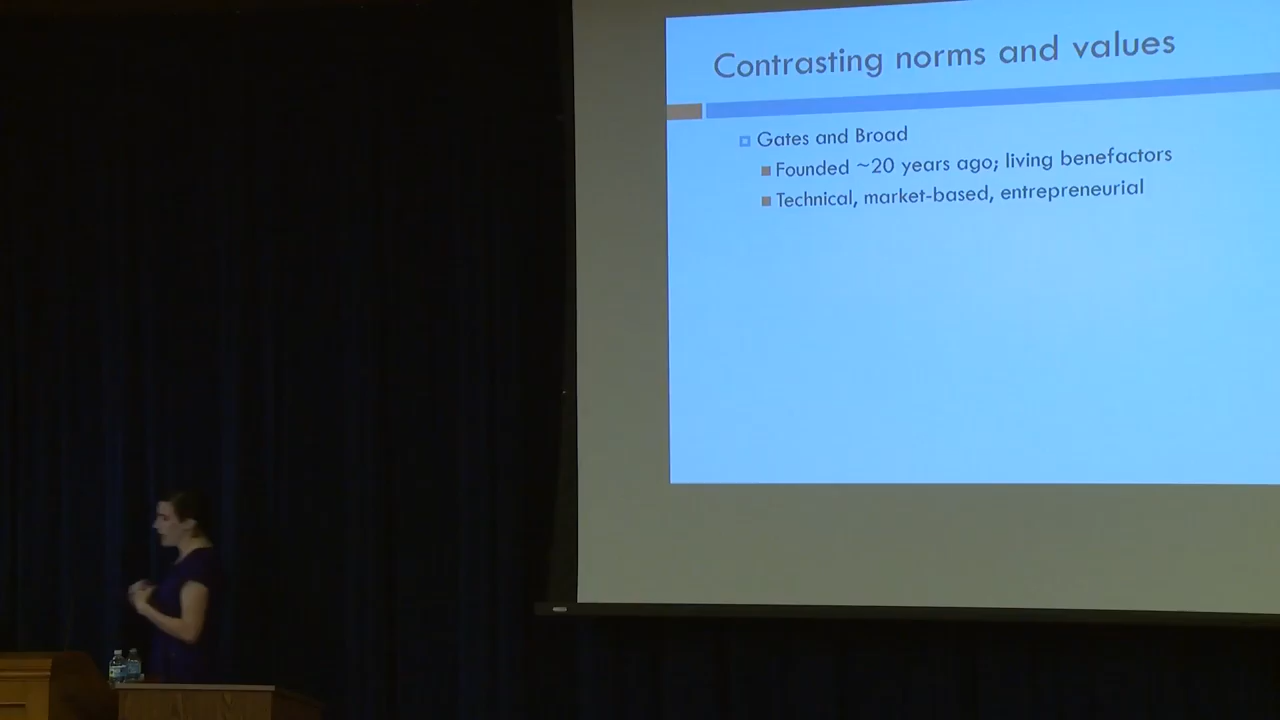 Contrasting norms and values
Gates and Broad
Founded ~20 years ago; living benefactors
Technical, market-based, entrepreneurial